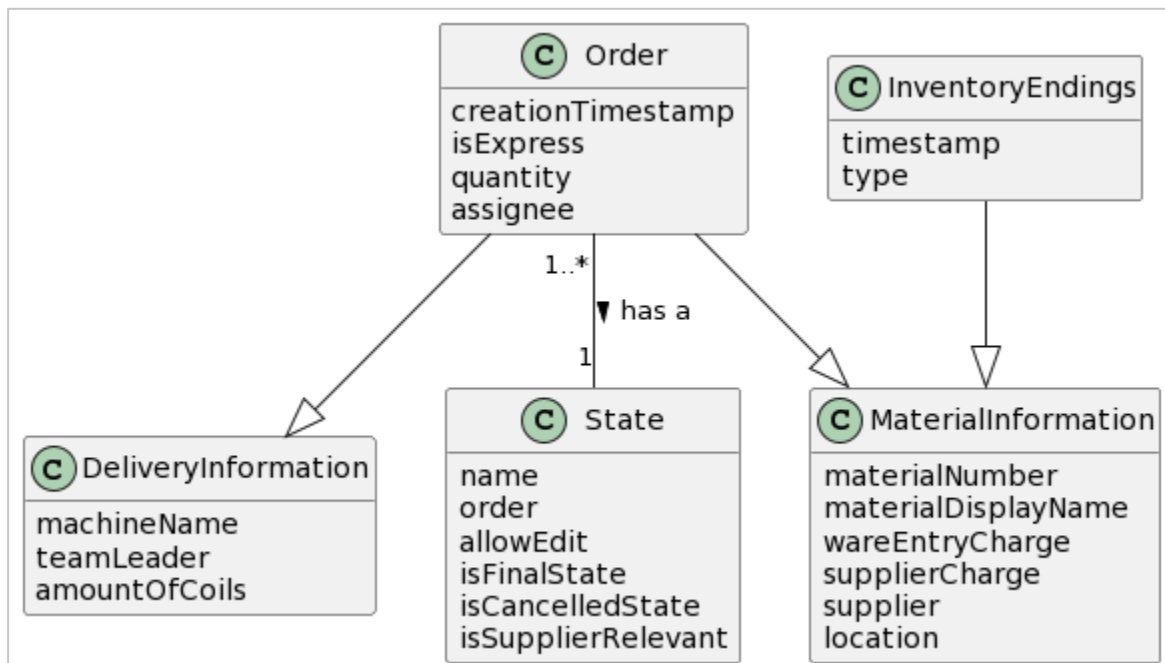 C Order
creationTimestamp
isExpress
quantity
assignee
C InventoryEndings
timestamp
type
1..*
has a
1
C DeliveryInformation
machineName
teamLeader
amountOfCoils
C State
name
order
allowEdit
isFinalState
isCancelledState
isSupplierRelevant
C MaterialInformation
materialNumber
materialDisplayName
wareEntryCharge
supplierCharge
supplier
location